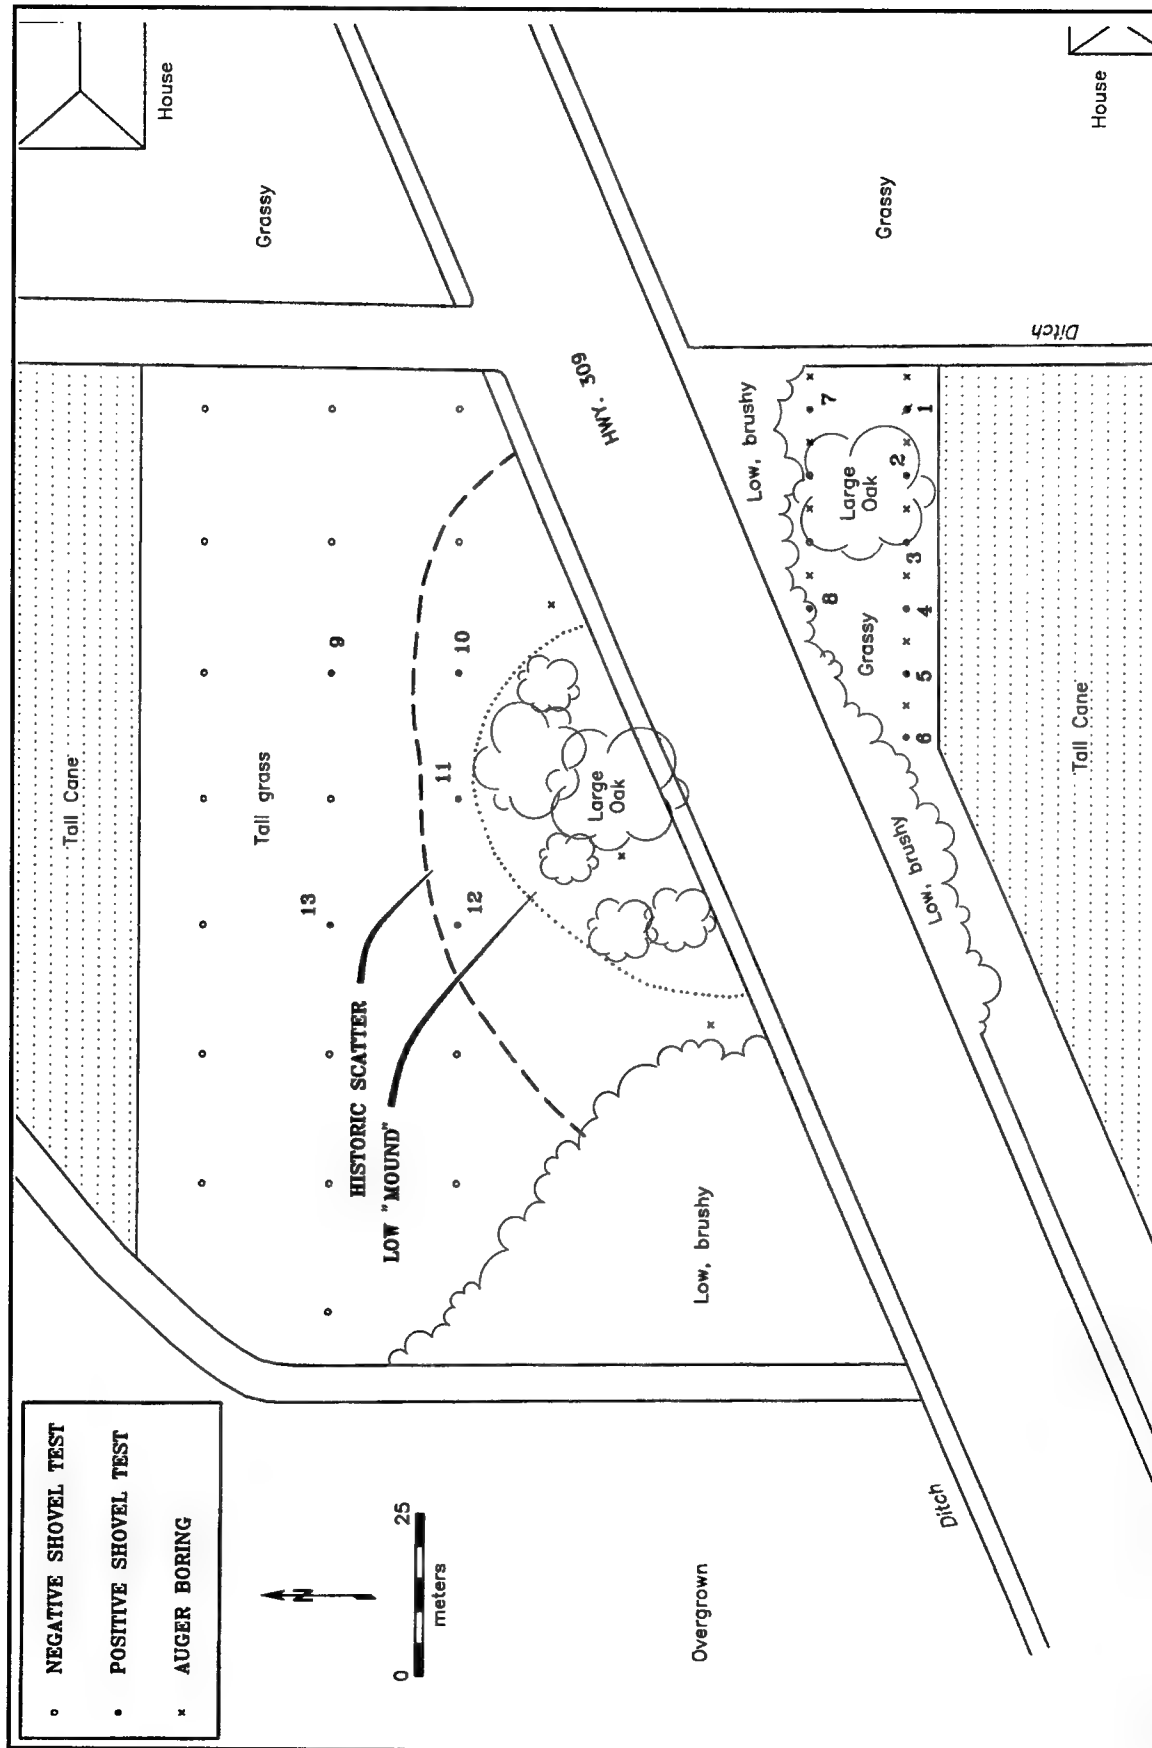 NEGATIVE SHOVEL TEST
POSITIVE SHOVEL TEST
AUGER BORING
N
0 25
meters
Overgrown
Ditch
Tall Cane
Tall grass
HISTORIC SCATTER
LOW "MOUND"
Low, brushy
13
9
12
11
10
Large
Oak
House
Grassy
HWY. 309
Low, brushy
Low, brushy
Grassy
8
7
Large
Oak
6
5
4
3
2
1
Tall Cane
Ditch
Grassy
House